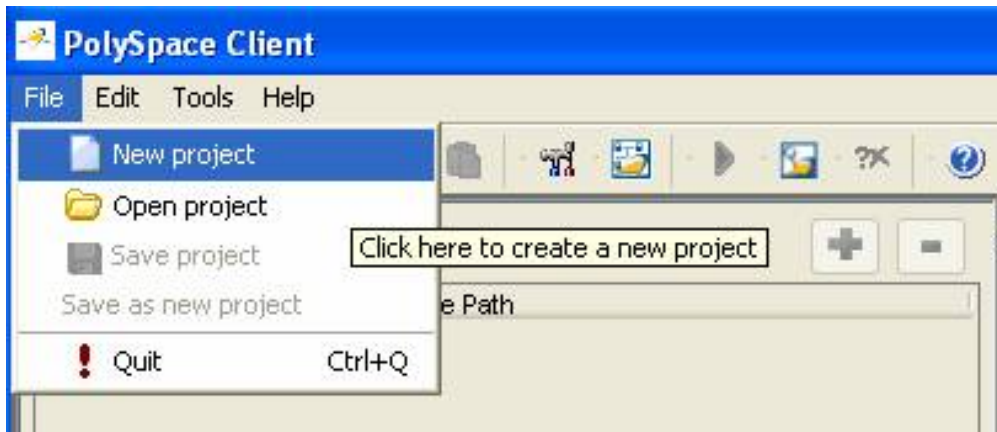 PolySpace Client
File Edit Tools Help
New project
Open project
Click here to create a new project
Save project
Save as new project
e Path
Quit Ctrl+Q